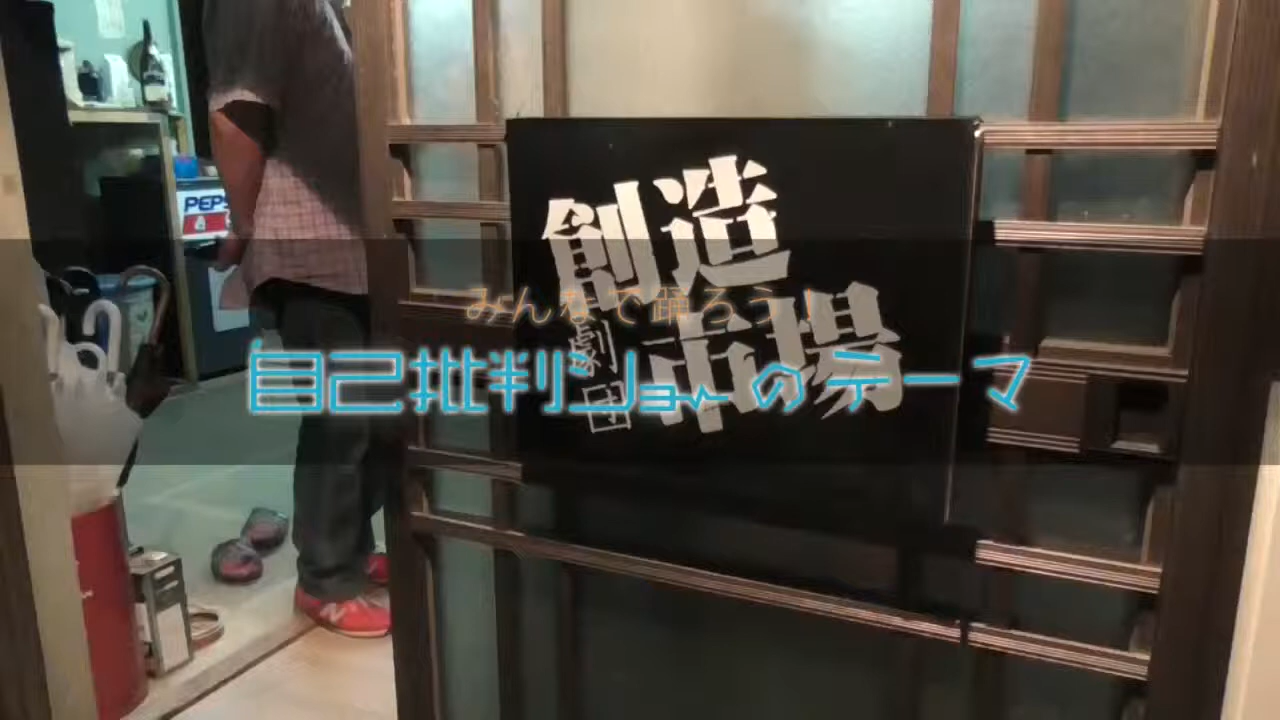 PEPS
創造
劇団
市場
みんなで踊ろう！
自己批判ショーのテーマ